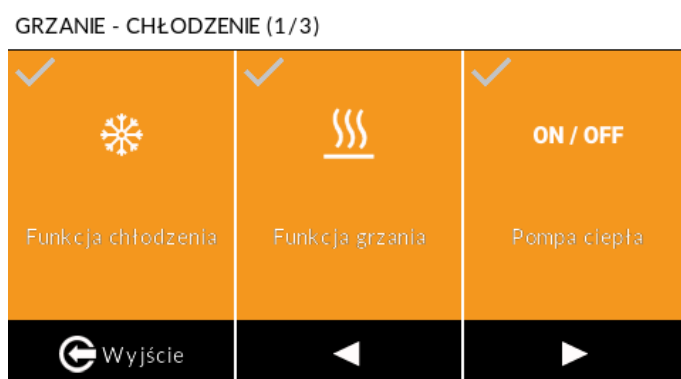 GRZANIE - CHŁODZENIE (1/3)
ON / OFF
Funkcja chłodzenia
Funkcja grzania
Pompa ciepła
Wyjście